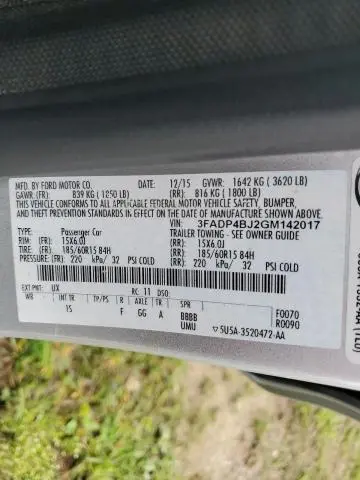 MFD. BY FORD MOTOR CO. 12/15 GVWR: 1642 KG ( 3620 LB)
GAWR (FR): 839 KG ( 1850 LB) (RR): 816 KG ( 1800 LB)
THIS VEHICLE CONFORMS TO ALL APPLICABLE FEDERAL MOTOR VEHICLE SAFETY, BUMPER,
AND THEFT PREVENTION STANDARDS IN EFFECT ON THE DATE OF MANUFACTURE SHOWN ABOVE.
VIN: 3FADP4BJ2GM142017
TYPE: Passenger Car TRAILER TOWING - SEE OWNER GUIDE
RIM: 15X6.0J 15X6.0J
TIRE: (FR): 185/60R15 84H (RR): 185/60R15 84H
PRESSURE: (FR): 220 kPa/ 32 PSI COLD (RR): 220 kPa/ 32 PSI COLD
EXT PNT: UX RC: 11 DSO:
WB INT TR TP/PS R AXLE TR SPR
IS F GG A BBBB F0070
UMU 5U5A-3520472-AA R0090